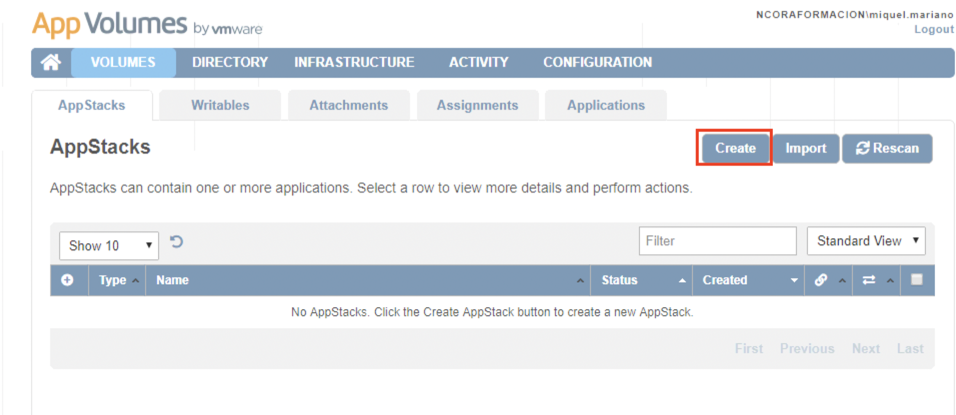 NCORAFORMACION\miquel.mariano
App Volumes by vmware
Logout
VOLUMES DIRECTORY INFRASTRUCTURE ACTIVITY CONFIGURATION
AppStacks Writables Attachments Assignments Applications
AppStacks
Create Import Rescan
AppStacks can contain one or more applications. Select a row to view more details and perform actions.
Show 10 Filter Standard View
Type Name Status Created
No AppStacks. Click the Create AppStack button to create a new AppStack.
First Previous Next Last